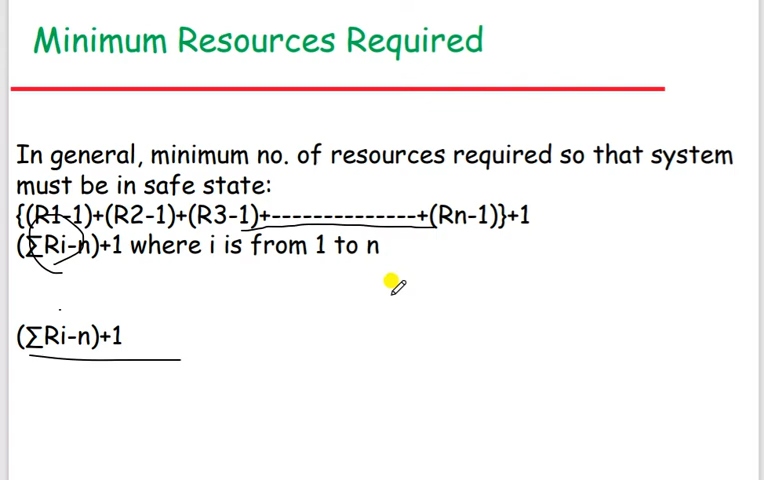 Minimum Resources Required
In general, minimum no. of resources required so that system
must be in safe state:
{(R1-1)+(R2-1)+(R3-1)+--------------+(Rn-1)}+1
(∑Ri-n)+1 where i is from 1 to n
(∑Ri-n)+1